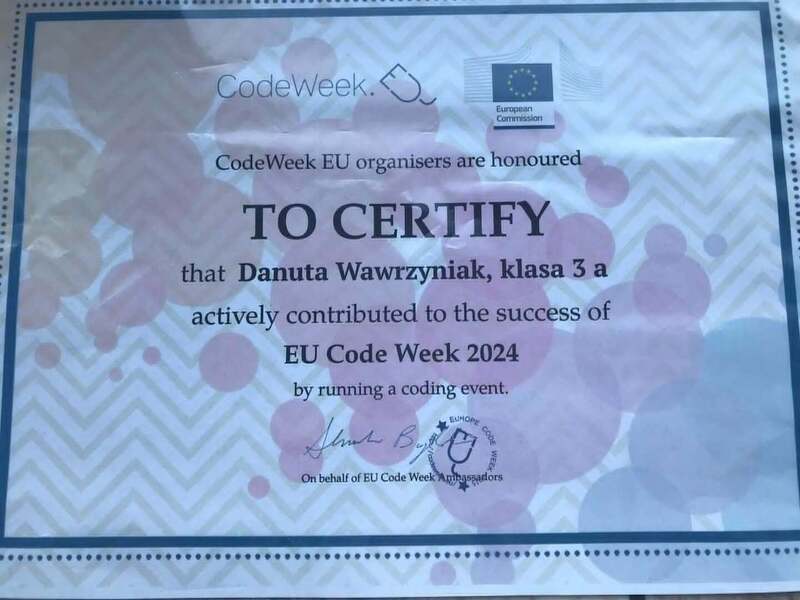 CodeWeek.EU
European
Commission
CodeWeek EU organisers are honoured
TO CERTIFY
that Danuta Wawrzyniak, klasa 3 a
actively contributed to the success of
EU Code Week 2024
by running a coding event.
EUROPE CODE WEEK
On behalf of EU Code Week Ambassadors